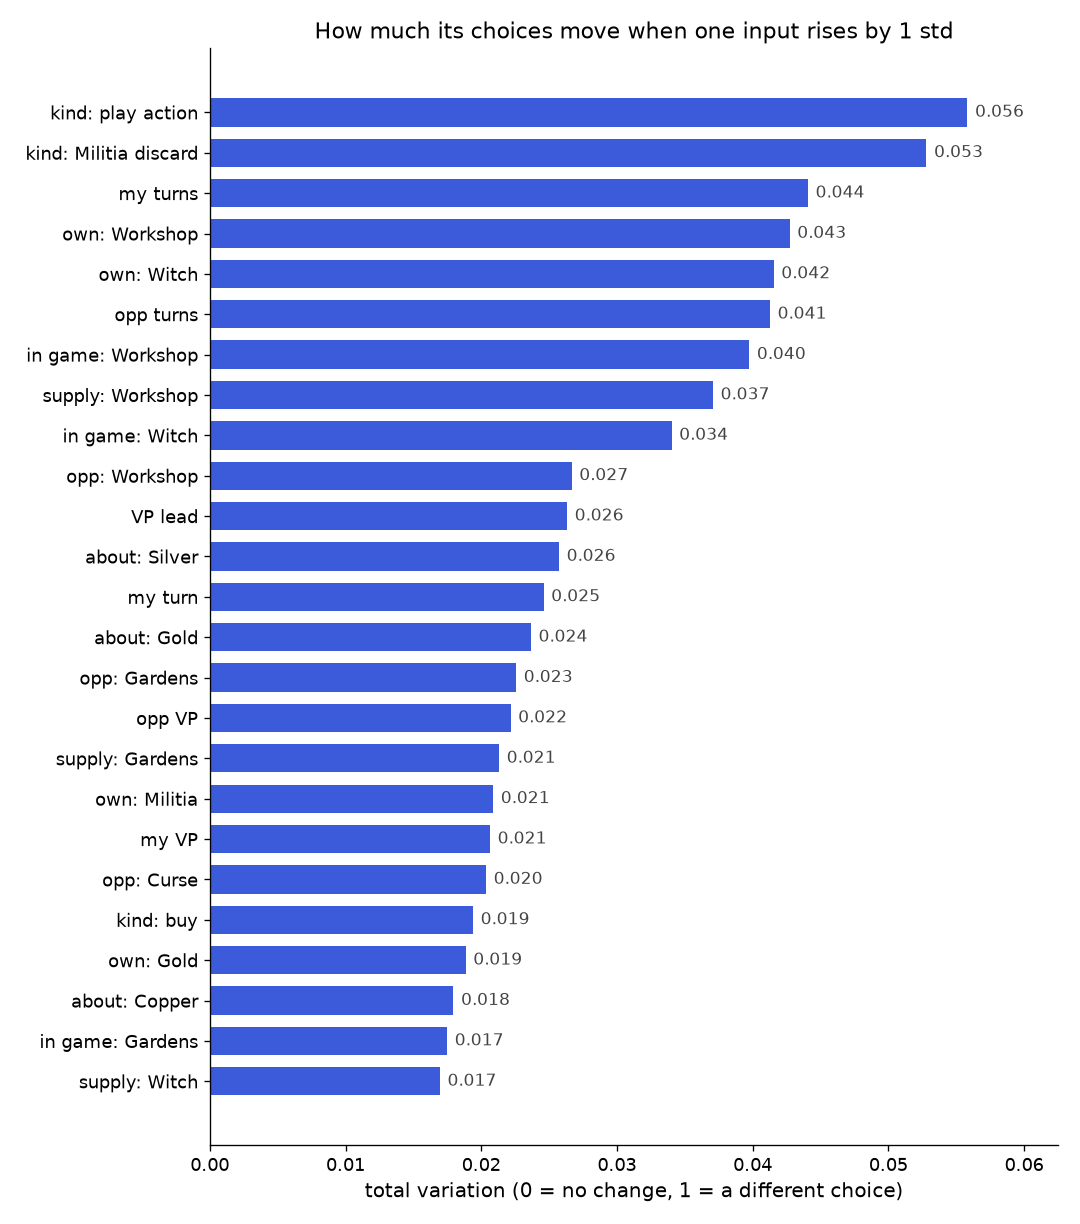 How much its choices move when one input rises by 1 std
kind: play action 0.056
kind: Militia discard 0.053
my turns 0.044
own: Workshop 0.043
own: Witch 0.042
opp turns 0.041
in game: Workshop 0.040
supply: Workshop 0.037
in game: Witch 0.034
opp: Workshop 0.027
VP lead 0.026
about: Silver 0.026
my turn 0.025
about: Gold 0.024
opp: Gardens 0.023
opp VP 0.022
supply: Gardens 0.021
own: Militia 0.021
my VP 0.021
opp: Curse 0.020
kind: buy 0.019
own: Gold 0.019
about: Copper 0.018
in game: Gardens 0.017
supply: Witch 0.017
0.00 0.01 0.02 0.03 0.04 0.05 0.06
total variation (0 = no change, 1 = a different choice)